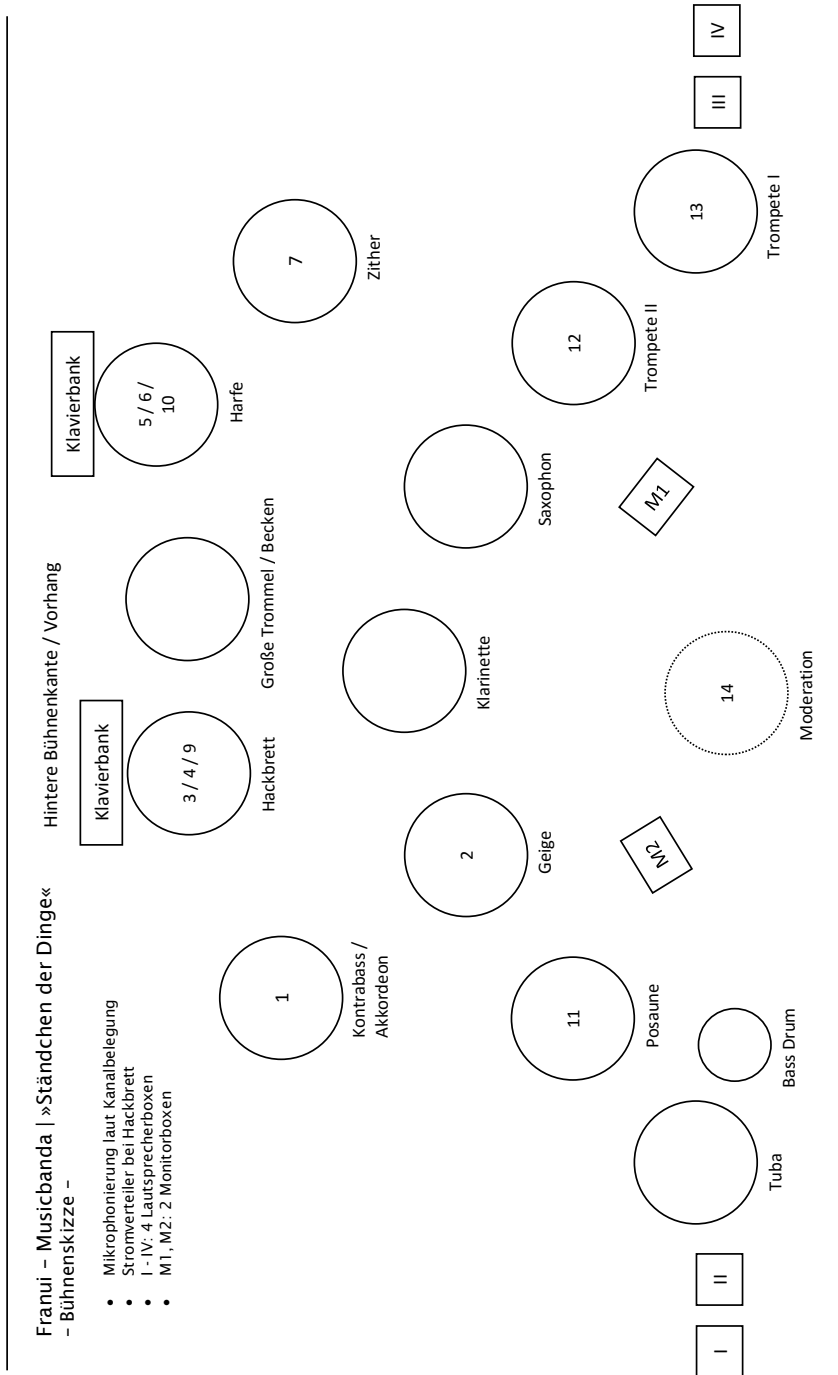 Franui – Musicbanda | »Ständchen der Dinge«
– Bühnenskizze –
Hintere Bühnenkante / Vorhang
• Mikrophonierung laut Kanalbelegung
• Stromverteiler bei Hackbrett
• I - IV: 4 Lautsprecherboxen
• M1, M2: 2 Monitorboxen
Klavierbank
Klavierbank
3 / 4 / 9
Hackbrett
Große Trommel / Becken
5 / 6 /
10
Harfe
1
Kontrabass /
Akkordeon
7
Zither
2
Geige
Klarinette
Saxophon
11
Posaune
12
Trompete II
M2
M1
I
II
Tuba
Bass Drum
14
Moderation
13
Trompete I
III
IV